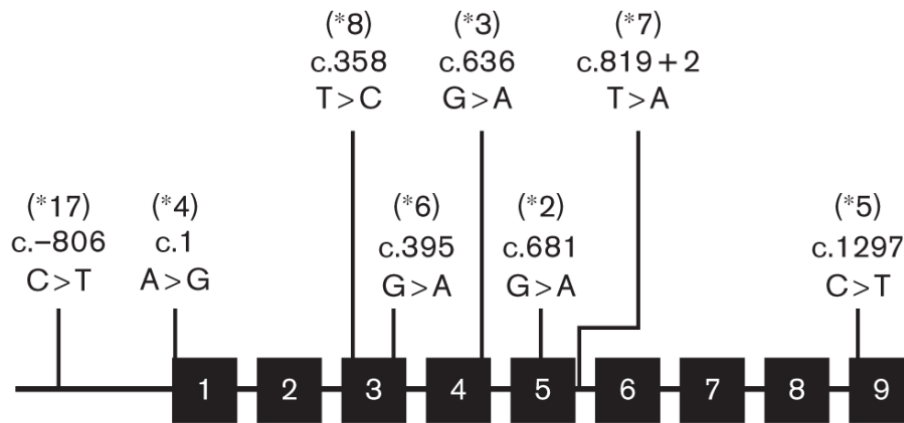 (*8)
c.358
T>C
(*3)
c.636
G>A
(*7)
c.819+2
T>A
(*17)
c.–806
C>T
(*4)
c.1
A>G
(*6)
c.395
G>A
(*2)
c.681
G>A
(*5)
c.1297
C>T
1 2 3 4 5 6 7 8 9